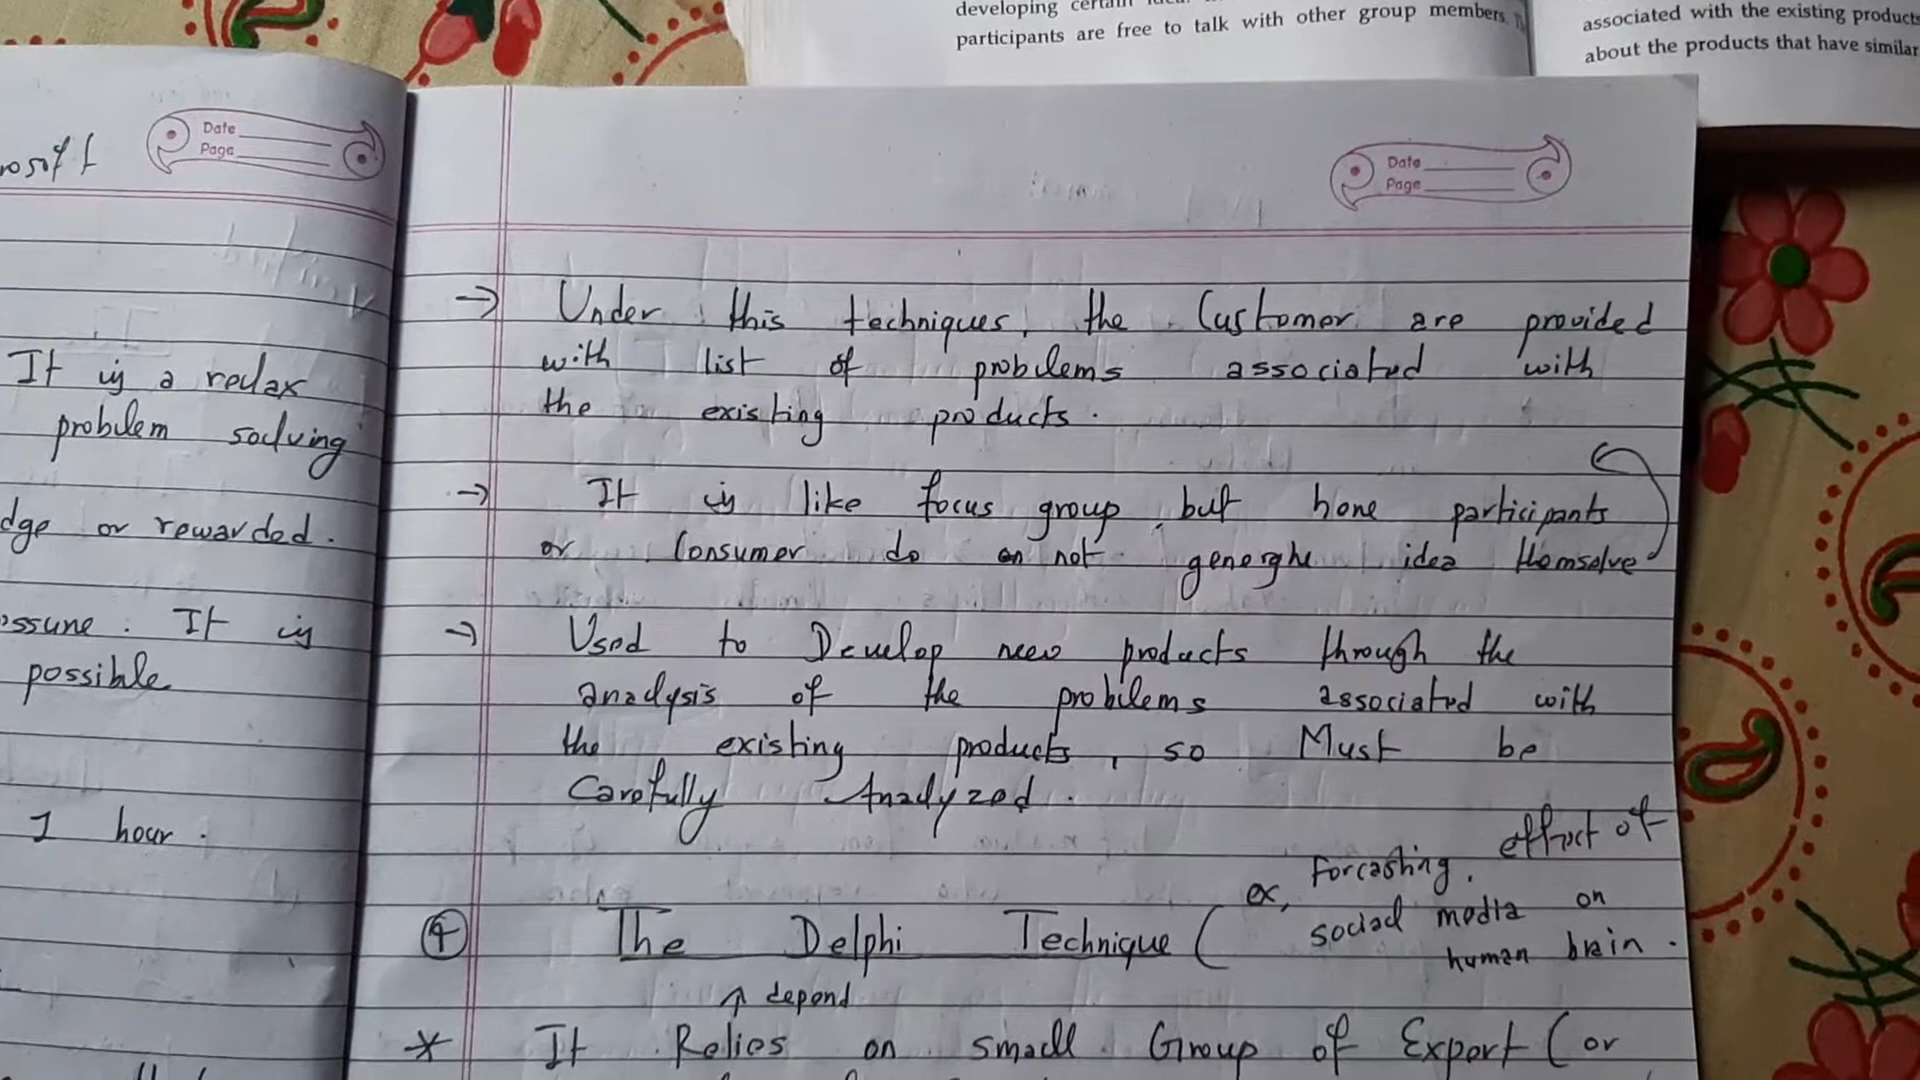 developing certain
participants are free to talk with other group members.
associated with the existing products
about the products that have similar
Date
Page
It is a relax
problem solving
or rewarded.
It is
possible
1 hour.
Date
Page
→ Under this techniques, the Customer are provided
with list of problems associated with
the existing products.
→ It is like focus group, but hone participants
or Consumer do not generghe idea themselve
→ Used to Develop new products through the
analysis of the problems associated with
the existing products, so Must be
Carefully Analyzed.
④ The Delphi Technique ( ex, Forcasting. effect of
social media on
human brain.
↑ depend
* It Relies on small Group of Expert (or